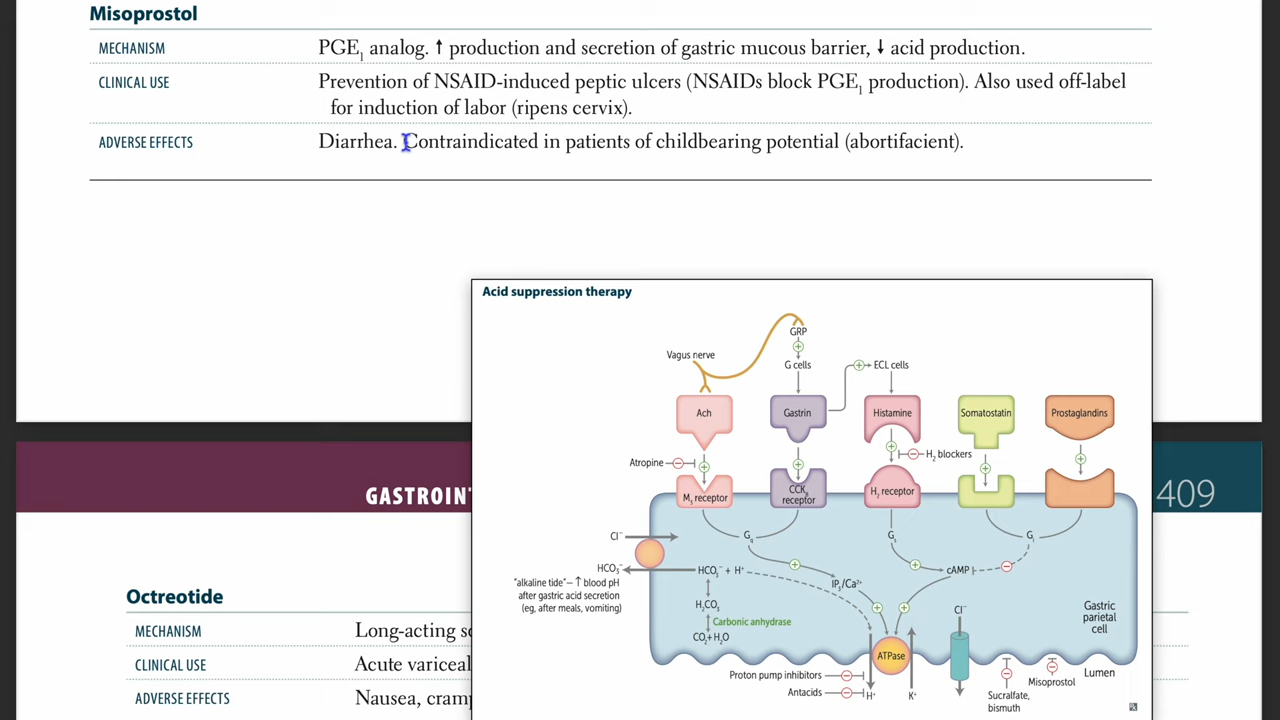 Misoprostol
MECHANISM PGE₁ analog. ↑ production and secretion of gastric mucous barrier, ↓ acid production.
CLINICAL USE Prevention of NSAID-induced peptic ulcers (NSAIDs block PGE₁ production). Also used off-label
for induction of labor (ripens cervix).
ADVERSE EFFECTS Diarrhea. Contraindicated in patients of childbearing potential (abortifacient).
Acid suppression therapy
GRP
Vagus nerve
G cells
ECL cells
Ach
Gastrin
Histamine
Somatostatin
Prostaglandins
Atropine
H₂ blockers
M₃ receptor
CCK
receptor
H₂ receptor
Cl⁻
Gq
Gs
Gi
HCO₃⁻
HCO₃⁻ + H⁺
cAMP
"alkaline tide"– ↑ blood pH
after gastric acid secretion
(eg, after meals, vomiting)
IP₃/Ca²⁺
H₂CO₃
Carbonic anhydrase
CO₂+H₂O
Cl⁻
Gastric
parietal
cell
ATPase
Proton pump inhibitors
Antacids
H⁺
K⁺
Sucralfate,
bismuth
Misoprostol
Lumen
409
Octreotide
MECHANISM Long-acting
CLINICAL USE Acute
ADVERSE EFFECTS Nausea,